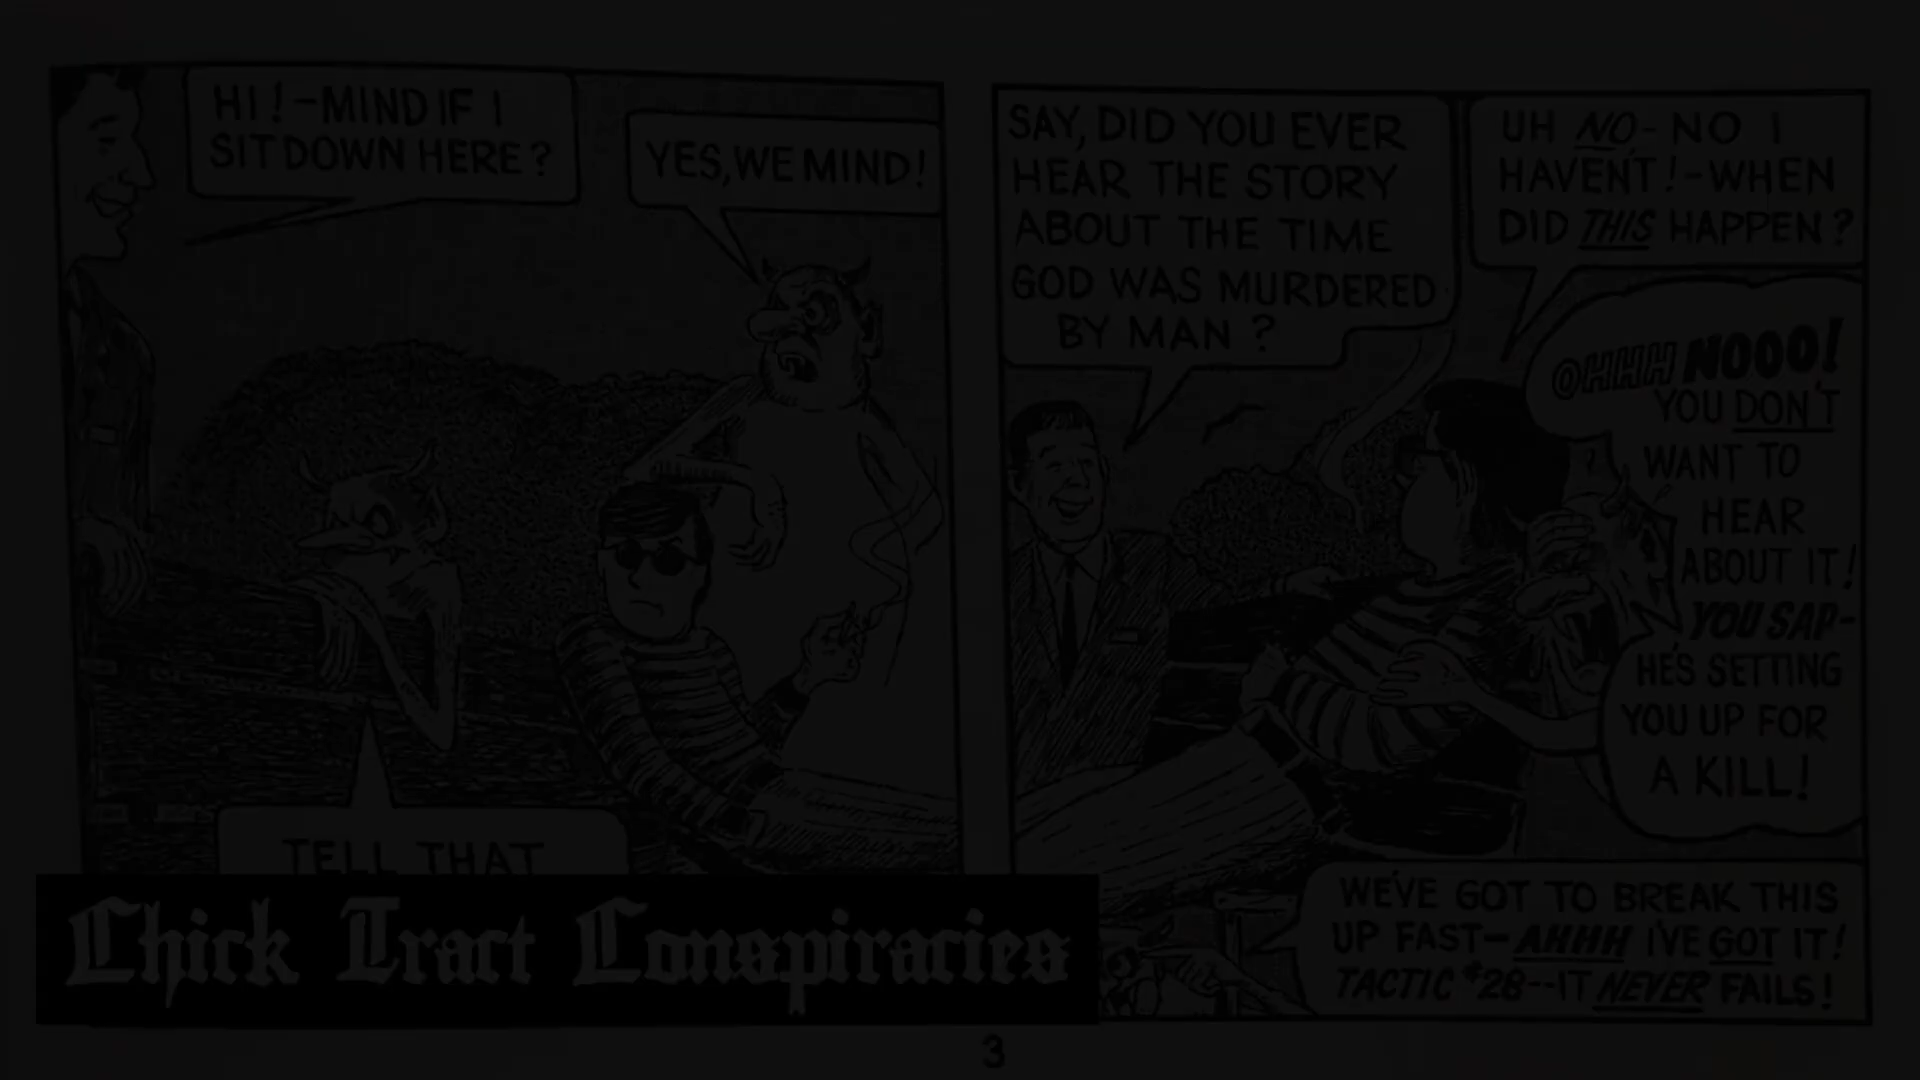 HI!-MIND IF I
SIT DOWN HERE?
YES, WE MIND!
TELL THAT
SAY, DID YOU EVER
HEAR THE STORY
ABOUT THE TIME
GOD WAS MURDERED
BY MAN?
UH NO-NO I
HAVEN'T!-WHEN
DID THIS HAPPEN?
OHHH NOOO!
YOU DON'T
WANT TO
HEAR
ABOUT IT!
YOU SAP-
HE'S SETTING
YOU UP FOR
A KILL!
WE'VE GOT TO BREAK THIS
UP FAST-AHHH I'VE GOT IT!
TACTIC #28--IT NEVER FAILS!
Chick Tract Conspiracies
3